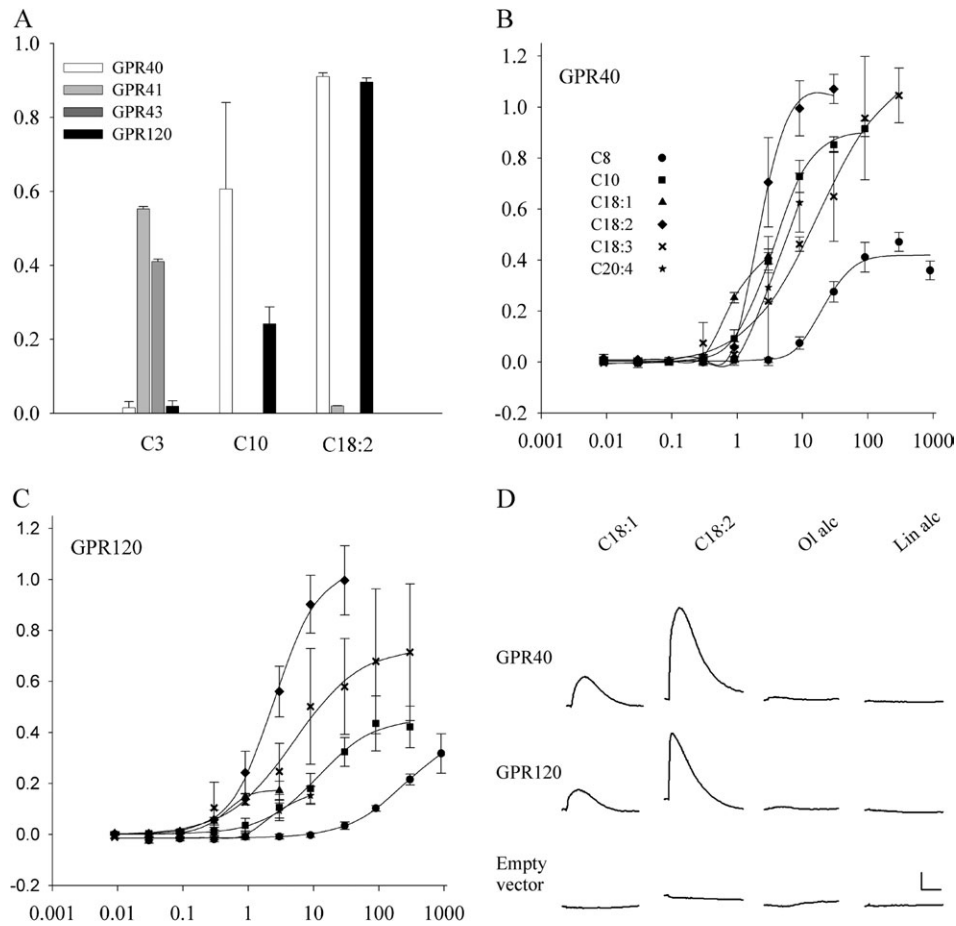 A
1.0
0.8
0.6
0.4
0.2
0.0
GPR40
GPR41
GPR43
GPR120
C3 C10 C18:2
B
GPR40
1.2
1.0
0.8
0.6
0.4
0.2
0.0
-0.2
C8
C10
C18:1
C18:2
C18:3
C20:4
0.001 0.01 0.1 1 10 100 1000
C
GPR120
1.2
1.0
0.8
0.6
0.4
0.2
0.0
-0.2
0.001 0.01 0.1 1 10 100 1000
D
C18:1 C18:2 Ol alc Lin alc
GPR40
GPR120
Empty
vector